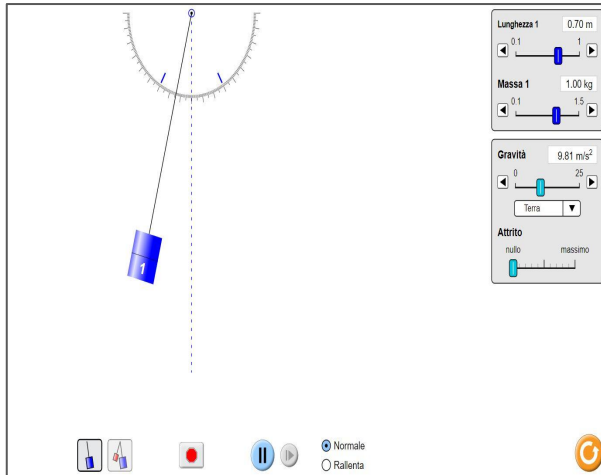 Lunghezza 1 0.70 m
0.1 1
Massa 1 1.00 kg
0.1 1.5
Gravità 9.81 m/s²
0 25
Terra
Attrito
nullo massimo
1
Normale
Rallenta